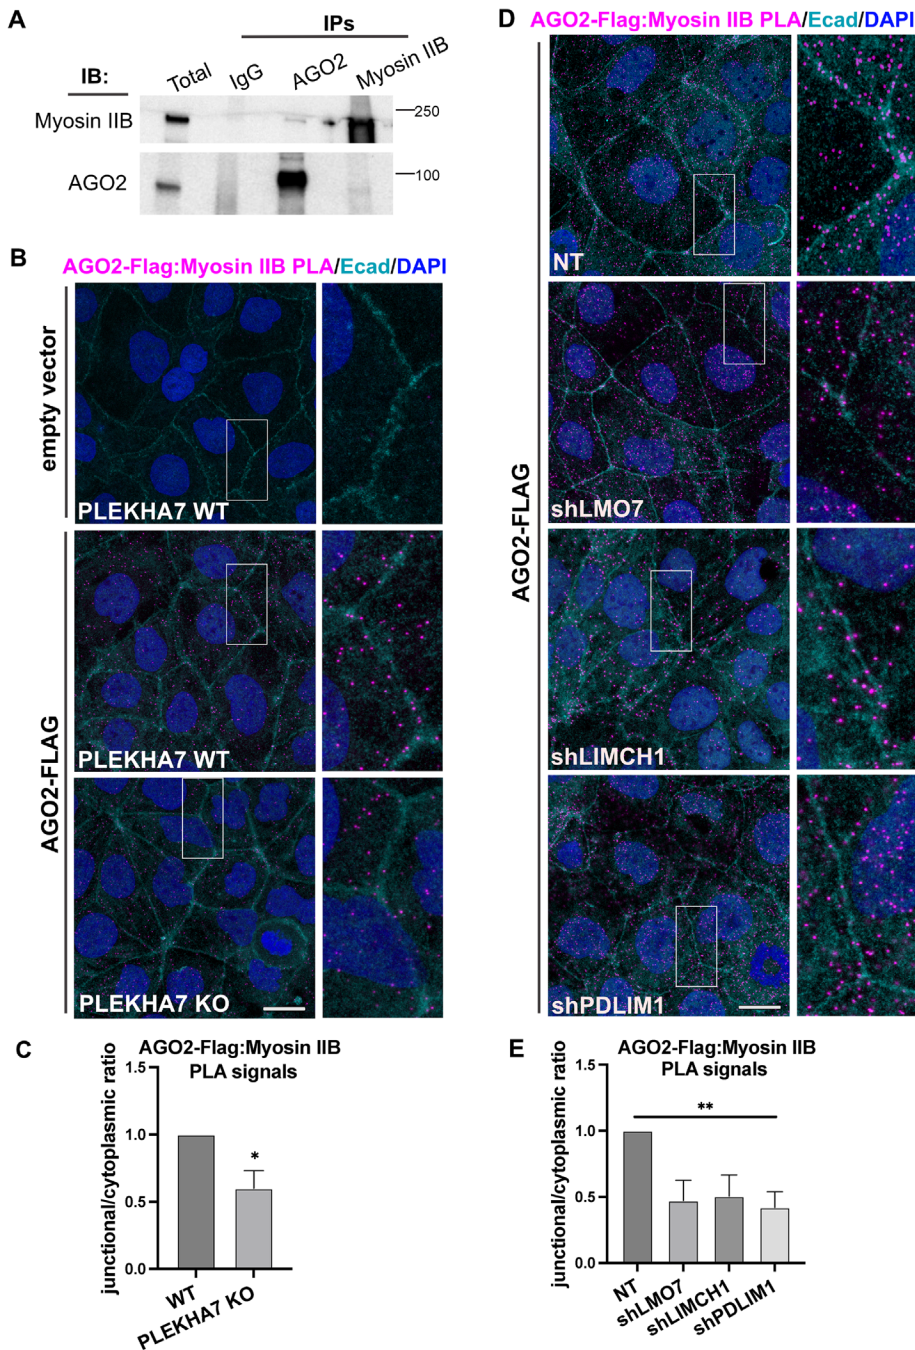 A
IPs
IB:
Total
IgG
AGO2
Myosin IIB
Myosin IIB
250
AGO2
100
B
AGO2-Flag:Myosin IIB PLA/Ecad/DAPI
empty vector
PLEKHA7 WT
AGO2-FLAG
PLEKHA7 WT
PLEKHA7 KO
C
AGO2-Flag:Myosin IIB
PLA signals
junctional/cytoplasmic ratio
1.5
1.0
0.5
0.0
*
WT
PLEKHA7 KO
D
AGO2-Flag:Myosin IIB PLA/Ecad/DAPI
AGO2-FLAG
NT
shLMO7
shLIMCH1
shPDLIM1
E
AGO2-Flag:Myosin IIB
PLA signals
junctional/cytoplasmic ratio
1.5
1.0
0.5
0.0
**
NT
shLMO7
shLIMCH1
shPDLIM1